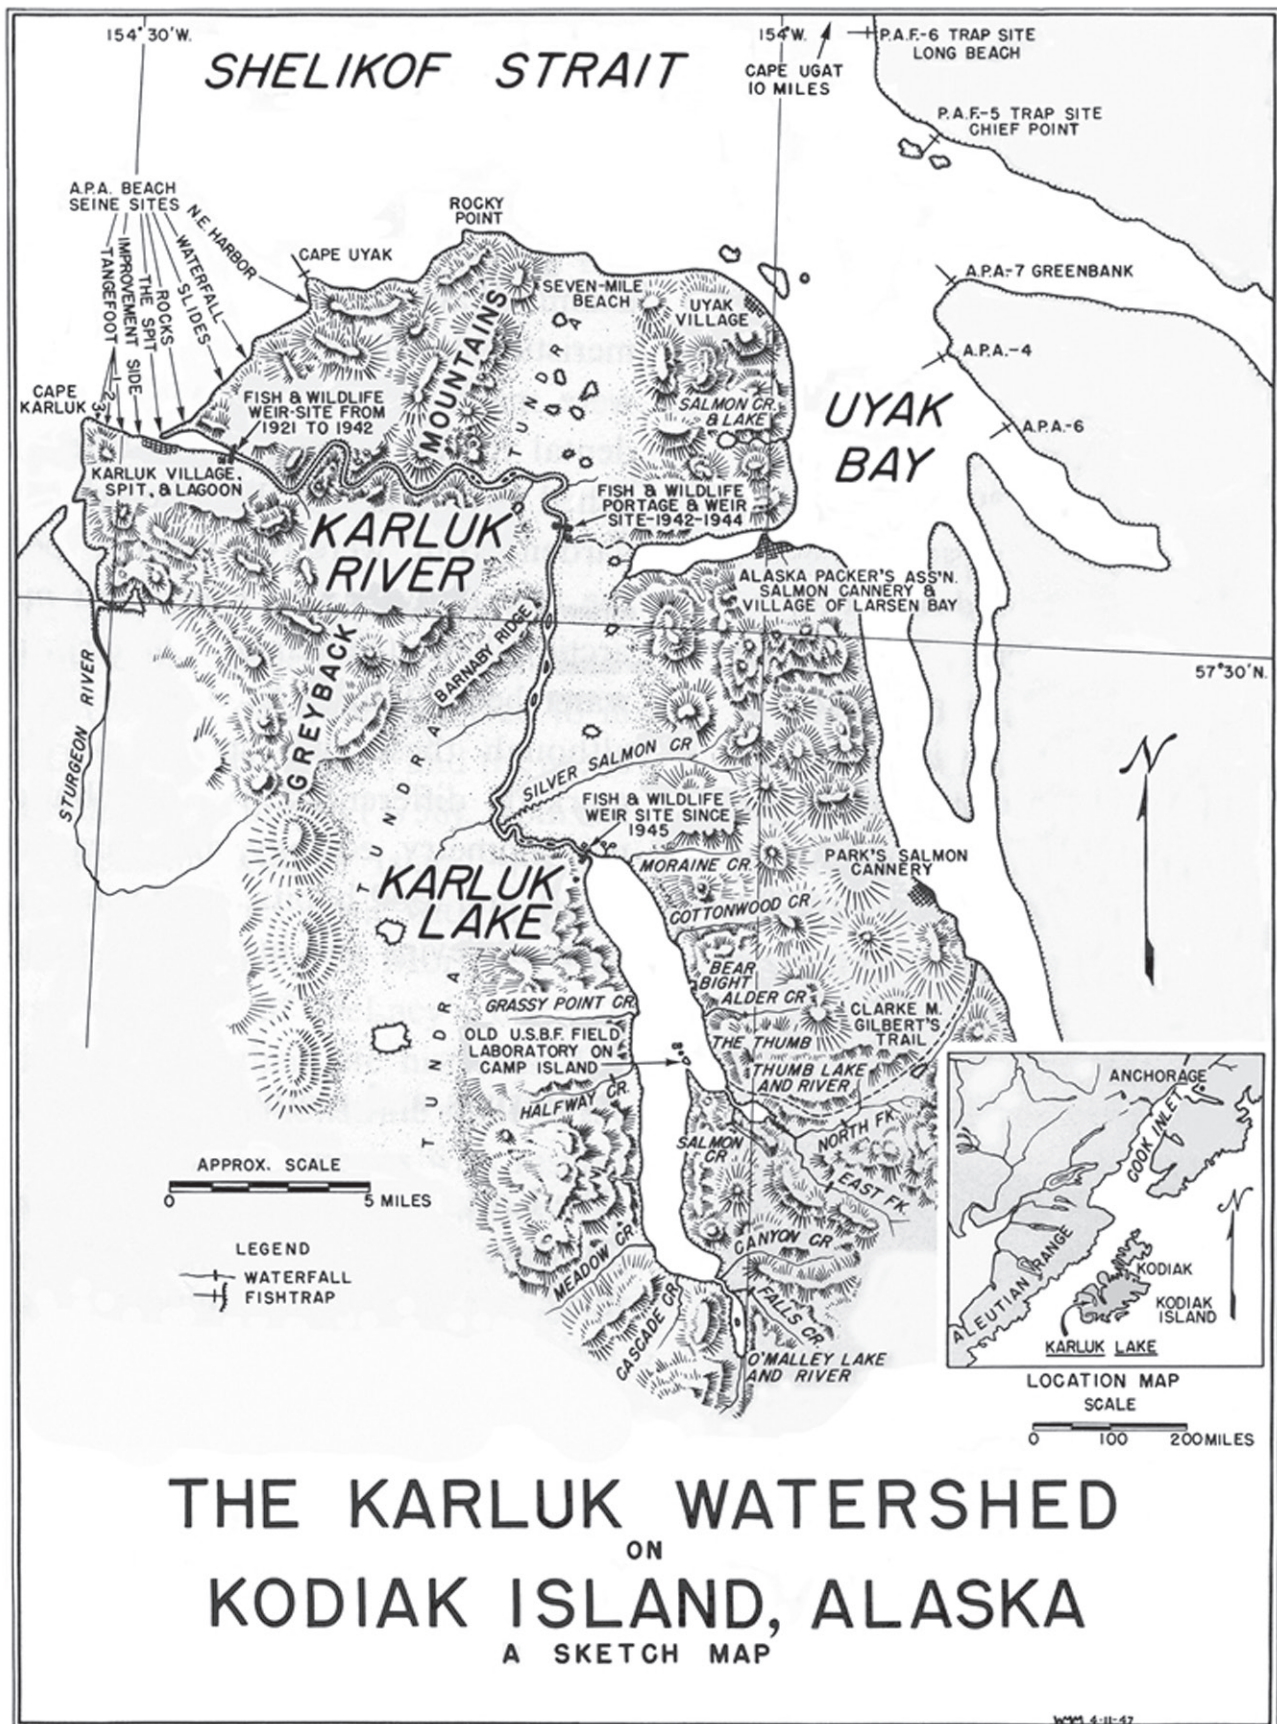 154° 30' W.
154° W.
SHELIKOF STRAIT
CAPE UGAT
10 MILES
P.A.F.-6 TRAP SITE
LONG BEACH
P.A.F.-5 TRAP SITE
CHIEF POINT
A.P.A. BEACH
SEINE SITES
N.E. HARBOR
WATERFALL
SLIDES
ROCKS
THE SPIT
IMPROVEMENT SIDE
TANGEFOOT 1-2-3
ROCKY
POINT
CAPE UYAK
SEVEN-MILE
BEACH
UYAK
VILLAGE
A.P.A.-7 GREENBANK
A.P.A.-4
A.P.A.-6
MOUNTAINS
TUNDRA
CAPE
KARLUK
FISH & WILDLIFE
WEIR-SITE FROM
1921 TO 1942
SALMON CR.
& LAKE
UYAK
BAY
KARLUK VILLAGE,
SPIT, & LAGOON
FISH & WILDLIFE
PORTAGE & WEIR
SITE-1942-1944
KARLUK
RIVER
ALASKA PACKER'S ASS'N.
SALMON CANNERY &
VILLAGE OF LARSEN BAY
57° 30' N.
GREYBACK
BARNABY RIDGE
STURGEON RIVER
TUNDRA
SILVER SALMON CR
FISH & WILDLIFE
WEIR SITE SINCE
1945
N
MORAINE CR.
PARK'S SALMON
CANNERY
KARLUK
LAKE
COTTONWOOD CR
BEAR
BIGHT
ALDER CR
GRASSY POINT CR.
CLARKE M.
GILBERT'S
TRAIL
OLD U.S.B.F. FIELD
LABORATORY ON
CAMP ISLAND
THE THUMB
THUMB LAKE
AND RIVER
TUNDRA
HALFWAY CR.
NORTH FK.
SALMON
CR
EAST FK.
CANYON CR
MEADOW CR.
CASCADE CR.
FALLS CR.
O'MALLEY LAKE
AND RIVER
APPROX. SCALE
0 5 MILES
LEGEND
WATERFALL
FISHTRAP
ANCHORAGE
COOK INLET
N
ALEUTIAN RANGE
KODIAK
KODIAK
ISLAND
KARLUK LAKE
LOCATION MAP
SCALE
0 100 200 MILES
THE KARLUK WATERSHED
ON
KODIAK ISLAND, ALASKA
A SKETCH MAP
WMM 4-11-47